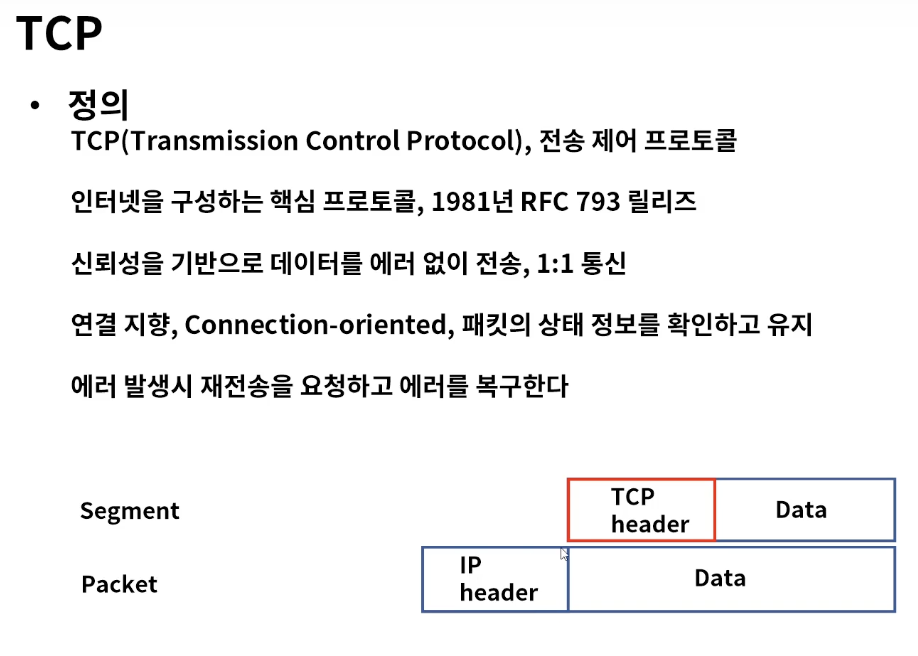 TCP
• 정의
TCP(Transmission Control Protocol), 전송 제어 프로토콜
인터넷을 구성하는 핵심 프로토콜, 1981년 RFC 793 릴리즈
신뢰성을 기반으로 데이터를 에러 없이 전송, 1:1 통신
연결 지향, Connection-oriented, 패킷의 상태 정보를 확인하고 유지
에러 발생시 재전송을 요청하고 에러를 복구한다
Segment
TCP
header
Data
Packet
IP
header
Data